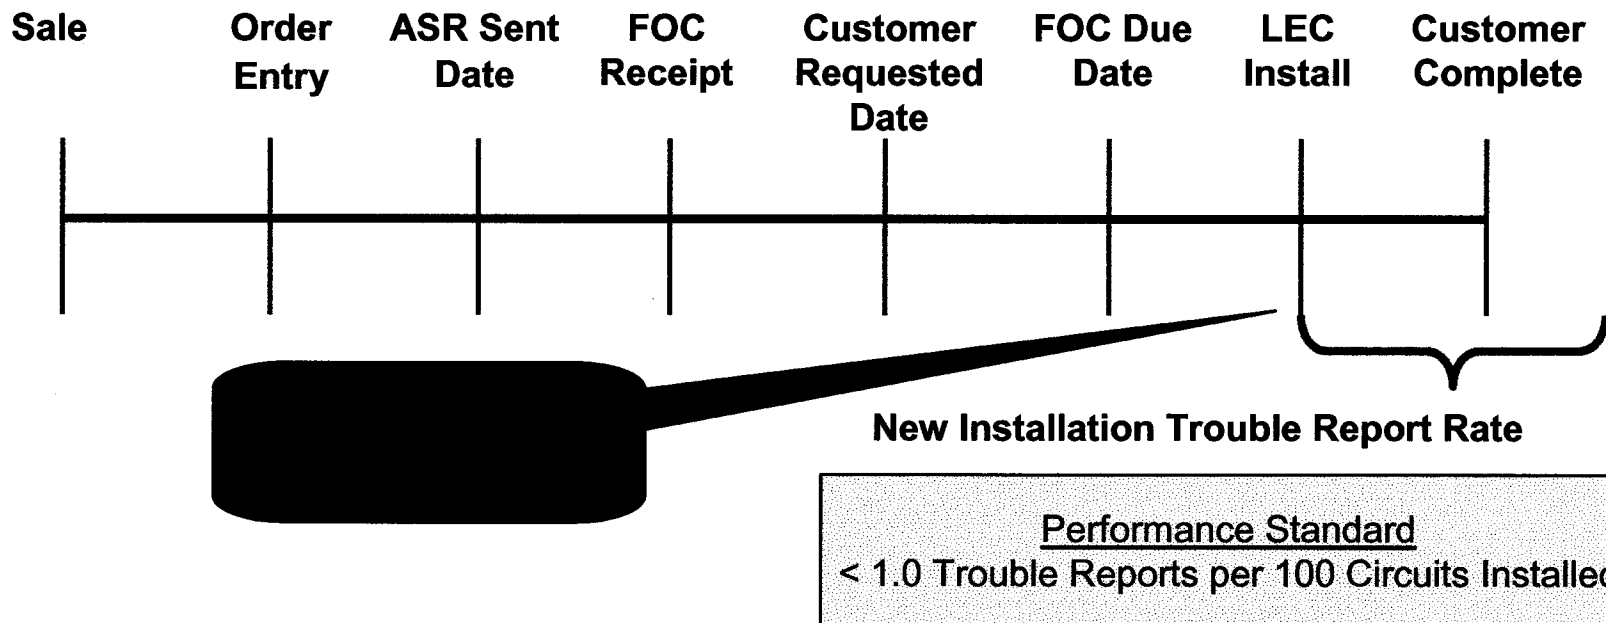 Sale
Order
Entry
ASR Sent
Date
FOC
Receipt
Customer
Requested
Date
FOC Due
Date
LEC
Install
Customer
Complete
New Installation Trouble Report Rate
Performance Standard
< 1.0 Trouble Reports per 100 Circuits Installed